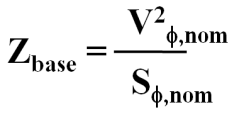 Z_base = V²_ϕ,nom / S_ϕ,nom